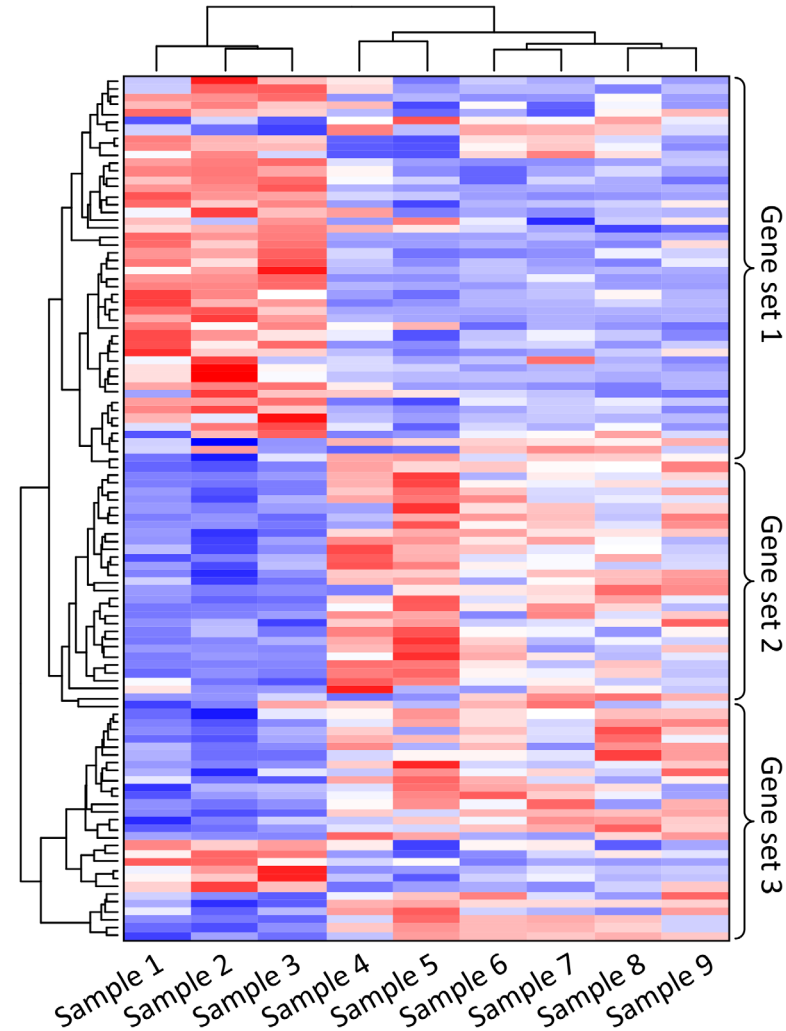 Gene set 1
Gene set 2
Gene set 3
Sample 1
Sample 2
Sample 3
Sample 4
Sample 5
Sample 6
Sample 7
Sample 8
Sample 9